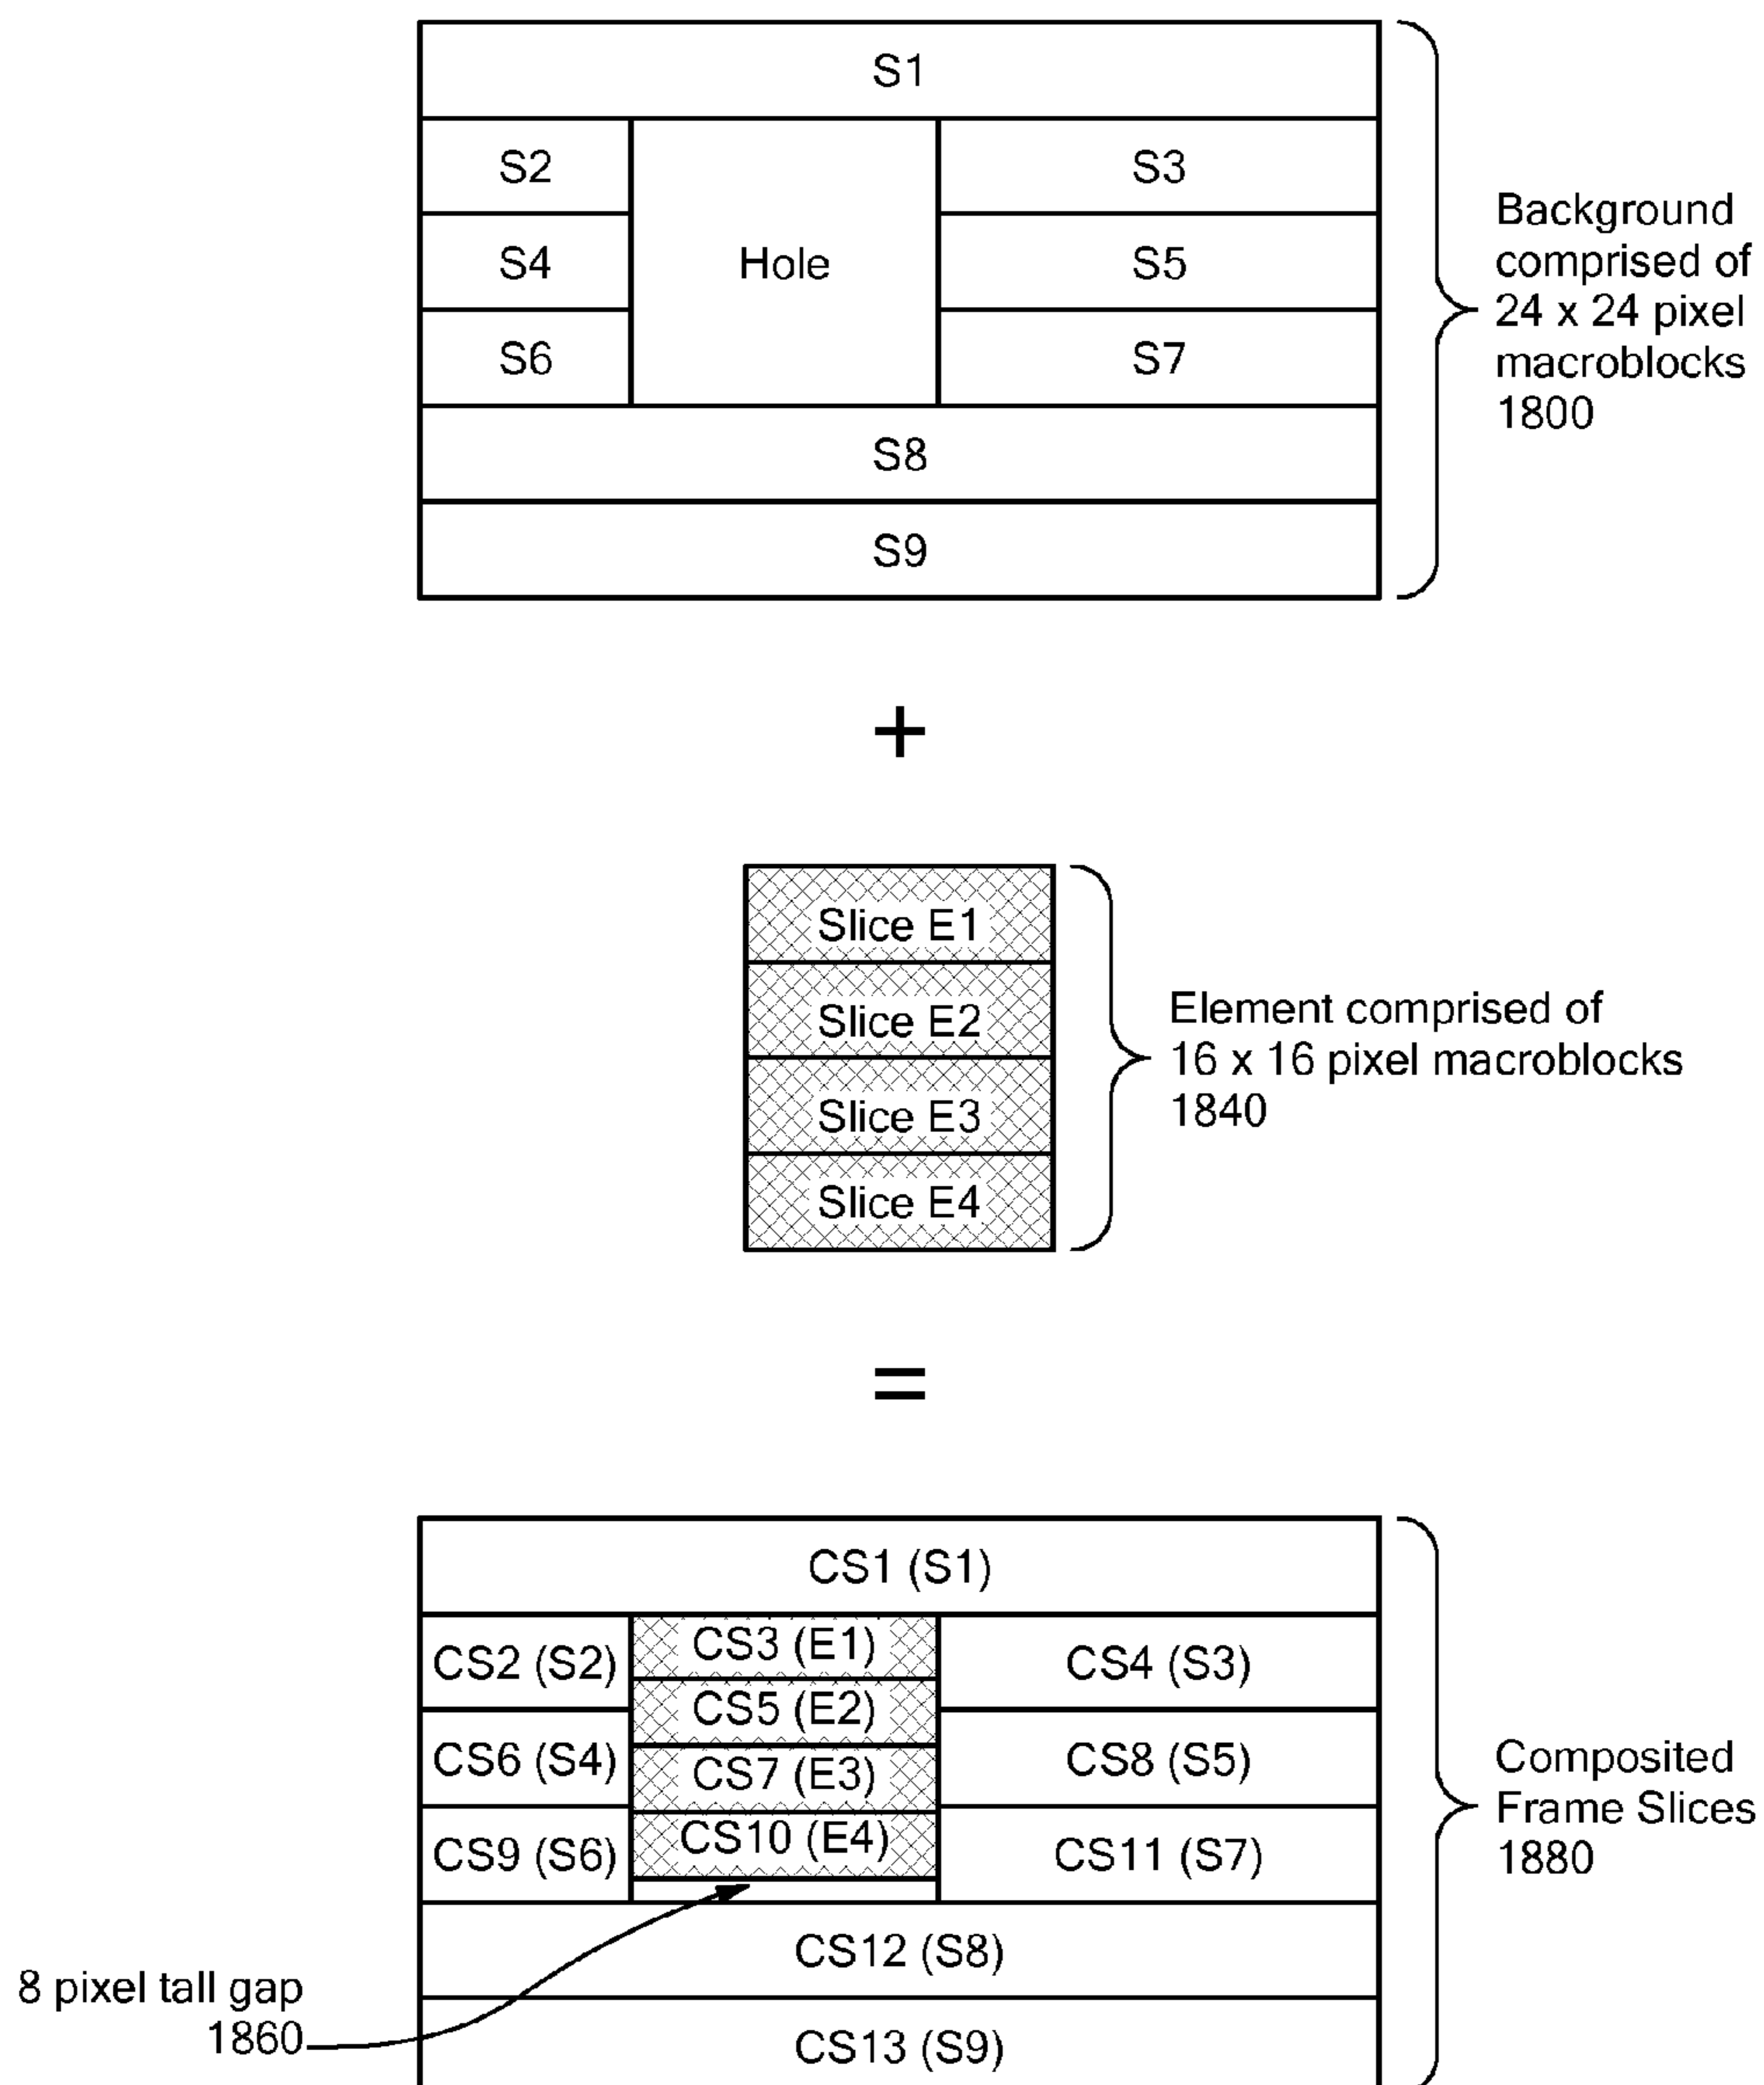 S1
S2
S3
S4
Hole
S5
S6
S7
S8
S9
Background
comprised of
24 x 24 pixel
macroblocks
1800
+
Slice E1
Slice E2
Slice E3
Slice E4
Element comprised of
16 x 16 pixel macroblocks
1840
=
CS1 (S1)
CS2 (S2)
CS3 (E1)
CS4 (S3)
CS5 (E2)
CS6 (S4)
CS7 (E3)
CS8 (S5)
CS9 (S6)
CS10 (E4)
CS11 (S7)
CS12 (S8)
CS13 (S9)
Composited
Frame Slices
1880
8 pixel tall gap
1860